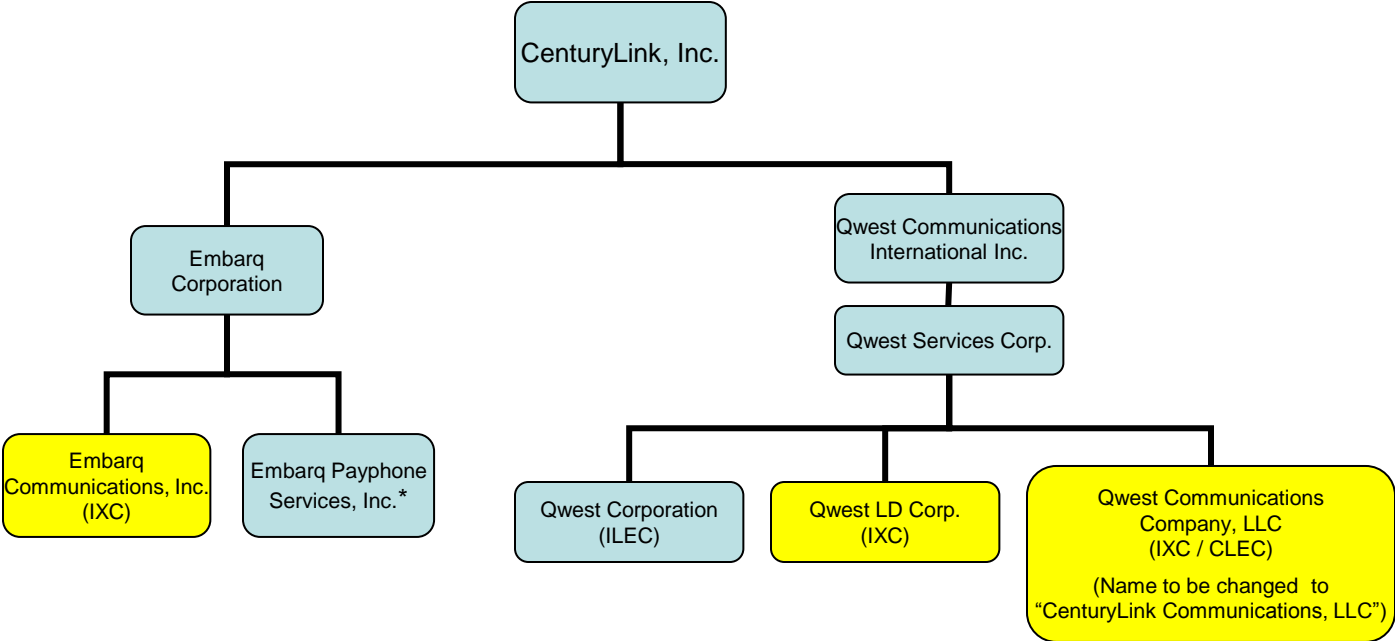 CenturyLink, Inc.
Qwest Communications
International Inc.
Embarq
Corporation
Qwest Services Corp.
Embarq
Communications, Inc.
(IXC)
Embarq Payphone
Services, Inc.*
Qwest Corporation
(ILEC)
Qwest LD Corp.
(IXC)
Qwest Communications
Company, LLC
(IXC / CLEC)
(Name to be changed to
“CenturyLink Communications, LLC”)